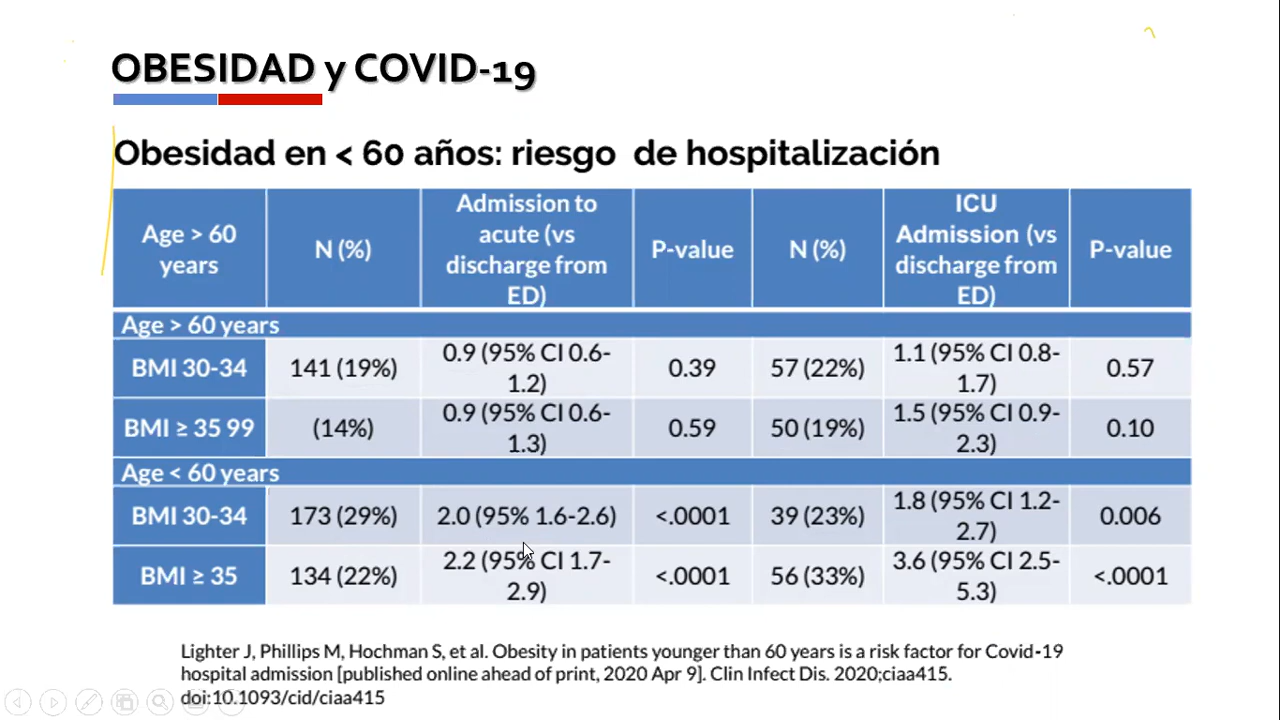 OBESIDAD y COVID-19
Obesidad en < 60 años: riesgo de hospitalización
Age > 60 years
N (%)
Admission to acute (vs discharge from ED)
P-value
N (%)
ICU Admission (vs discharge from ED)
P-value
Age > 60 years
BMI 30-34
141 (19%)
0.9 (95% CI 0.6-1.2)
0.39
57 (22%)
1.1 (95% CI 0.8-1.7)
0.57
BMI ≥ 35 99
(14%)
0.9 (95% CI 0.6-1.3)
0.59
50 (19%)
1.5 (95% CI 0.9-2.3)
0.10
Age < 60 years
BMI 30-34
173 (29%)
2.0 (95% 1.6-2.6)
<.0001
39 (23%)
1.8 (95% CI 1.2-2.7)
0.006
BMI ≥ 35
134 (22%)
2.2 (95% CI 1.7-2.9)
<.0001
56 (33%)
3.6 (95% CI 2.5-5.3)
<.0001
Lighter J, Phillips M, Hochman S, et al. Obesity in patients younger than 60 years is a risk factor for Covid-19
hospital admission [published online ahead of print, 2020 Apr 9]. Clin Infect Dis. 2020;ciaa415.
doi:10.1093/cid/ciaa415